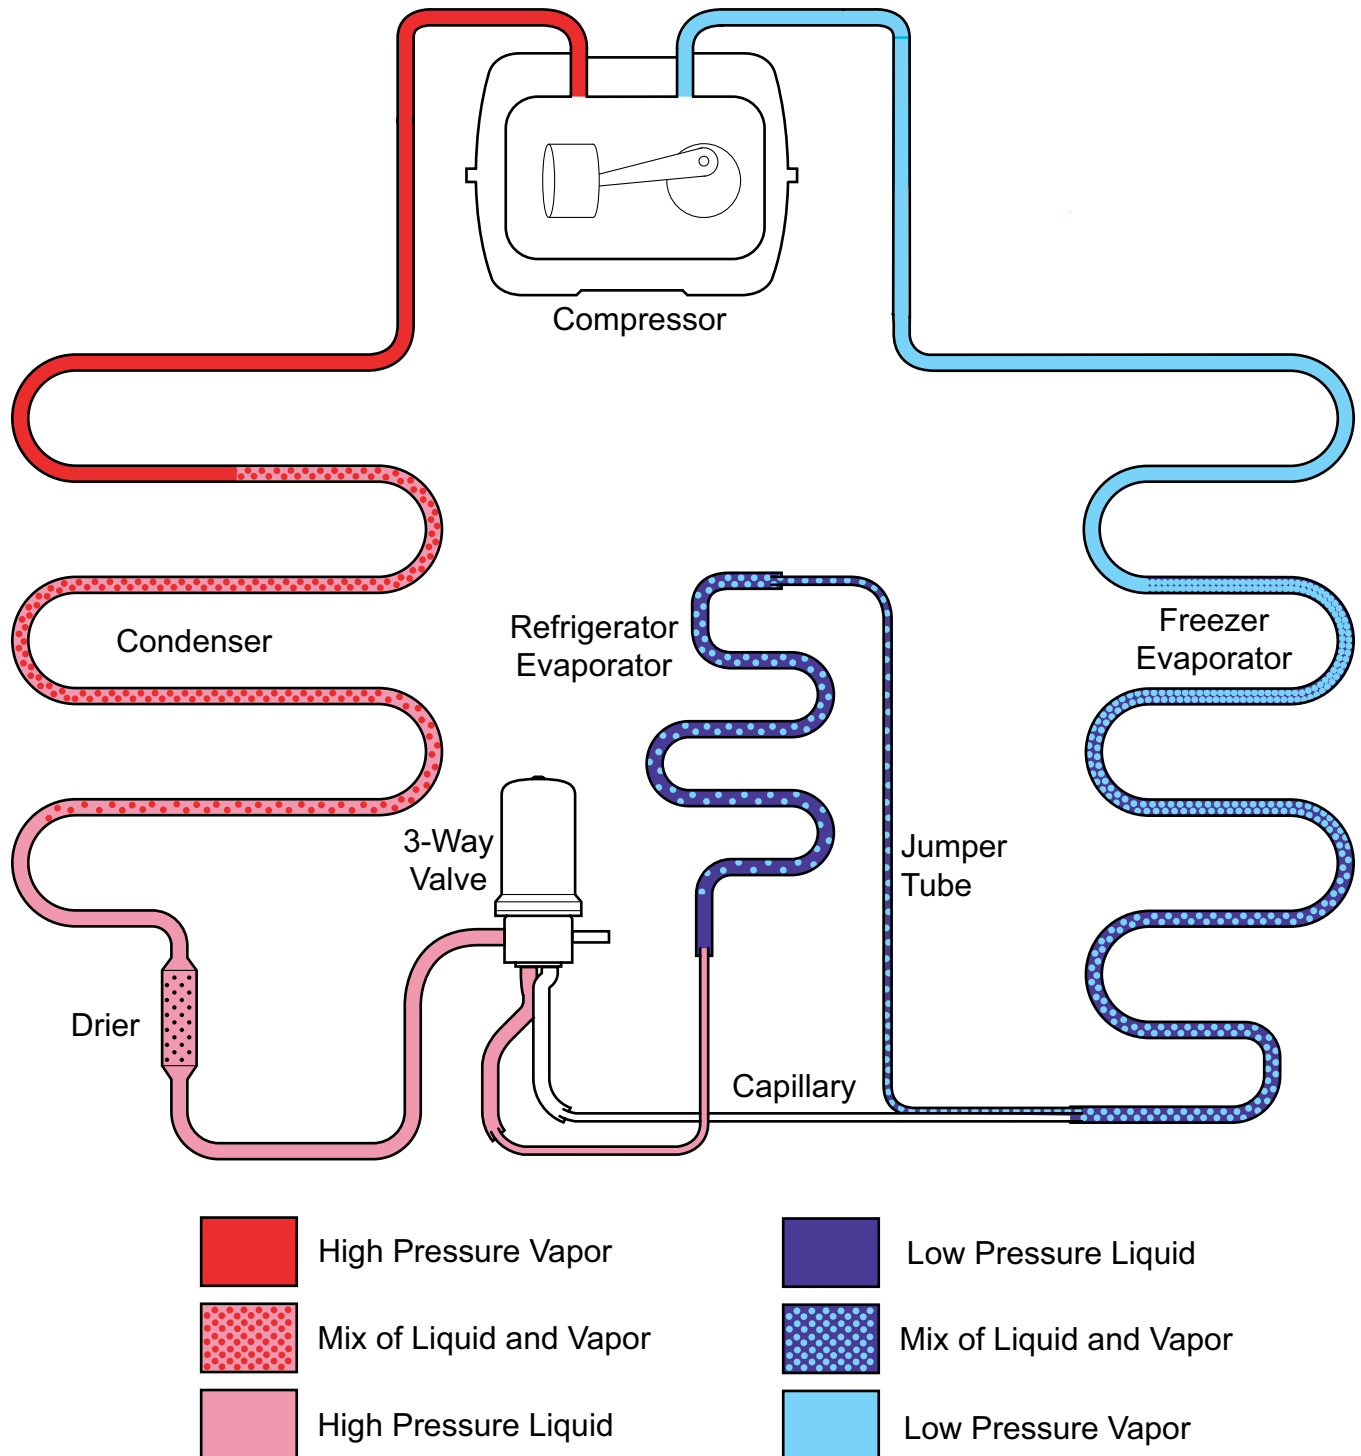 Compressor
Condenser
Refrigerator
Evaporator
Freezer
Evaporator
3-Way
Valve
Jumper
Tube
Drier
Capillary
High Pressure Vapor
Mix of Liquid and Vapor
High Pressure Liquid
Low Pressure Liquid
Mix of Liquid and Vapor
Low Pressure Vapor